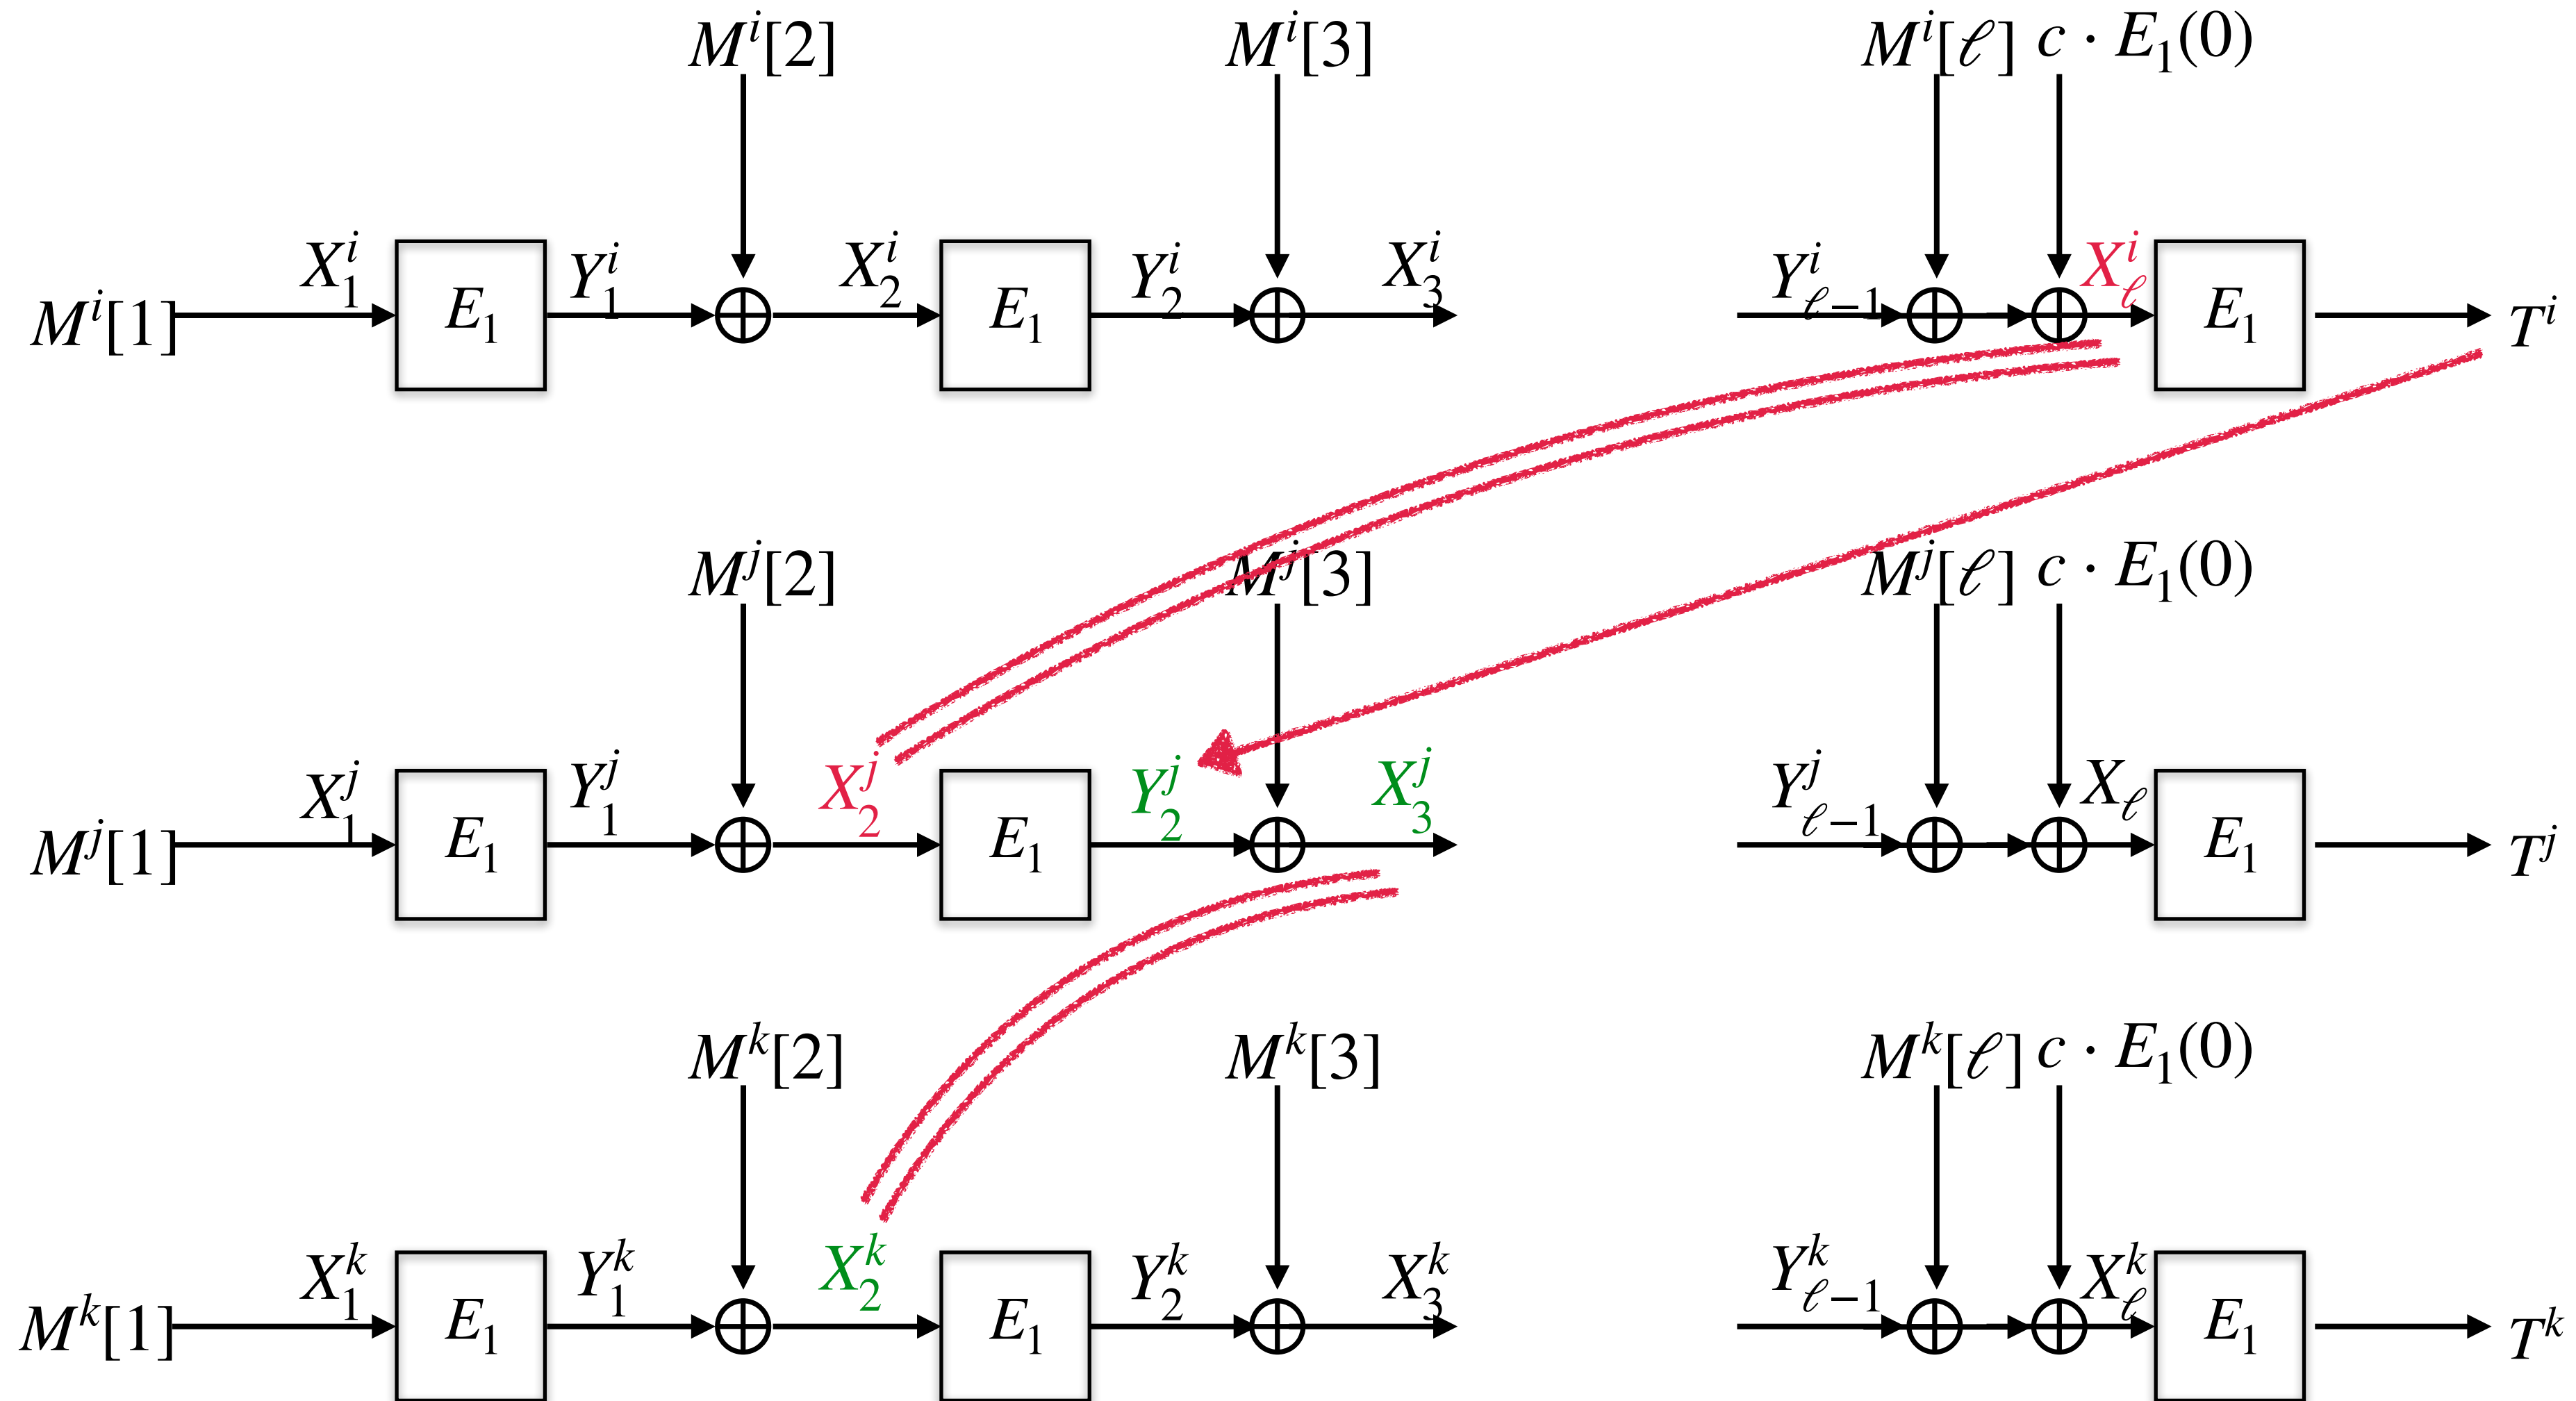 M^i[2] M^i[3] M^i[ℓ] c · E_1(0)
X_1^i Y_1^i X_2^i Y_2^i X_3^i Y_{ℓ−1}^i X_ℓ^i
M^i[1] E_1 E_1 E_1 T^i
M^j[2] M^j[3] M^j[ℓ] c · E_1(0)
X_1^j Y_1^j X_2^j Y_2^j X_3^j Y_{ℓ−1}^j X_ℓ
M^j[1] E_1 E_1 E_1 T^j
M^k[2] M^k[3] M^k[ℓ] c · E_1(0)
X_1^k Y_1^k X_2^k Y_2^k X_3^k Y_{ℓ−1}^k X_ℓ^k
M^k[1] E_1 E_1 E_1 T^k